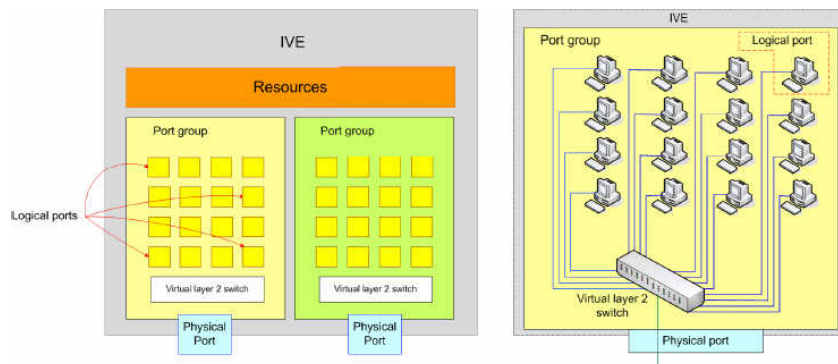 IVE
Resources
Port group
Port group
Logical ports
Virtual layer 2 switch
Virtual layer 2 switch
Physical
Port
Physical
Port
IVE
Port group
Logical port
Virtual layer 2
switch
Physical port